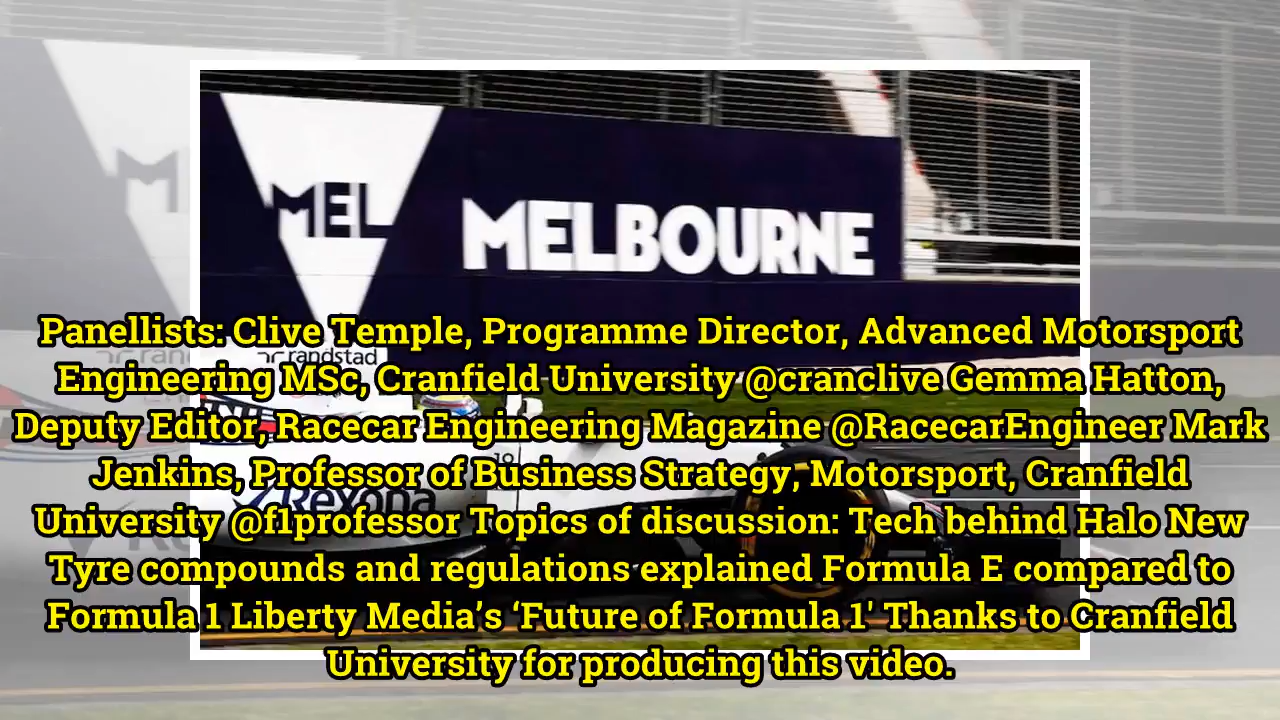 MEL
MELBOURNE
Panellists: Clive Temple, Programme Director, Advanced Motorsport
randstad
Engineering MSc, Cranfield University @cranclive Gemma Hatton,
Deputy Editor, Racecar Engineering Magazine @RacecarEngineer Mark
Jenkins, Professor of Business Strategy, Motorsport, Cranfield
Rexona
University @f1professor Topics of discussion: Tech behind Halo New
Tyre compounds and regulations explained Formula E compared to
Formula 1 Liberty Media’s ‘Future of Formula 1' Thanks to Cranfield
University for producing this video.